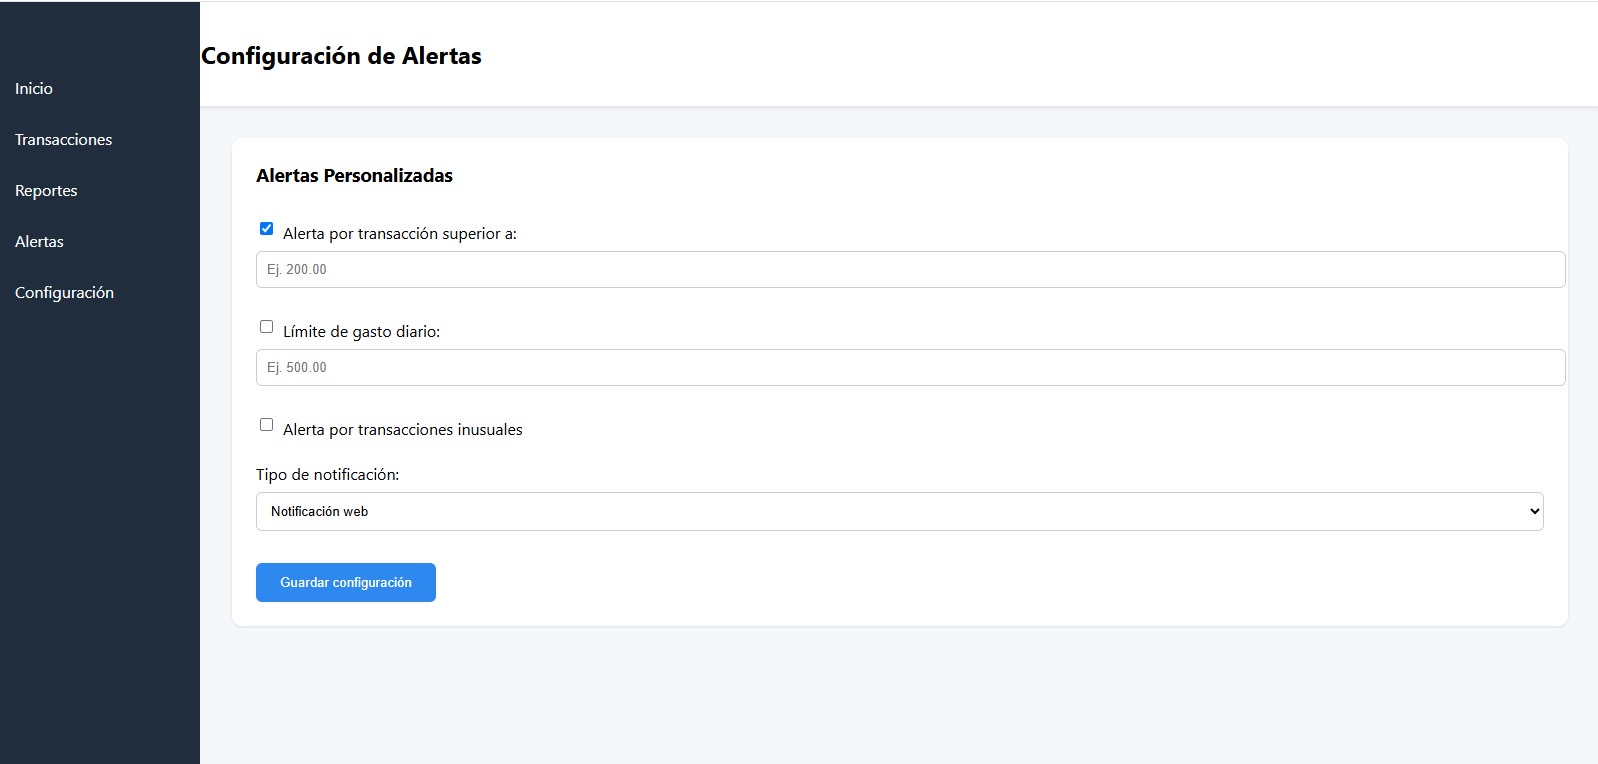 Configuración de Alertas
Inicio
Transacciones
Reportes
Alertas
Configuración
Alertas Personalizadas
Alerta por transacción superior a:
Ej. 200.00
Límite de gasto diario:
Ej. 500.00
Alerta por transacciones inusuales
Tipo de notificación:
Notificación web
Guardar configuración